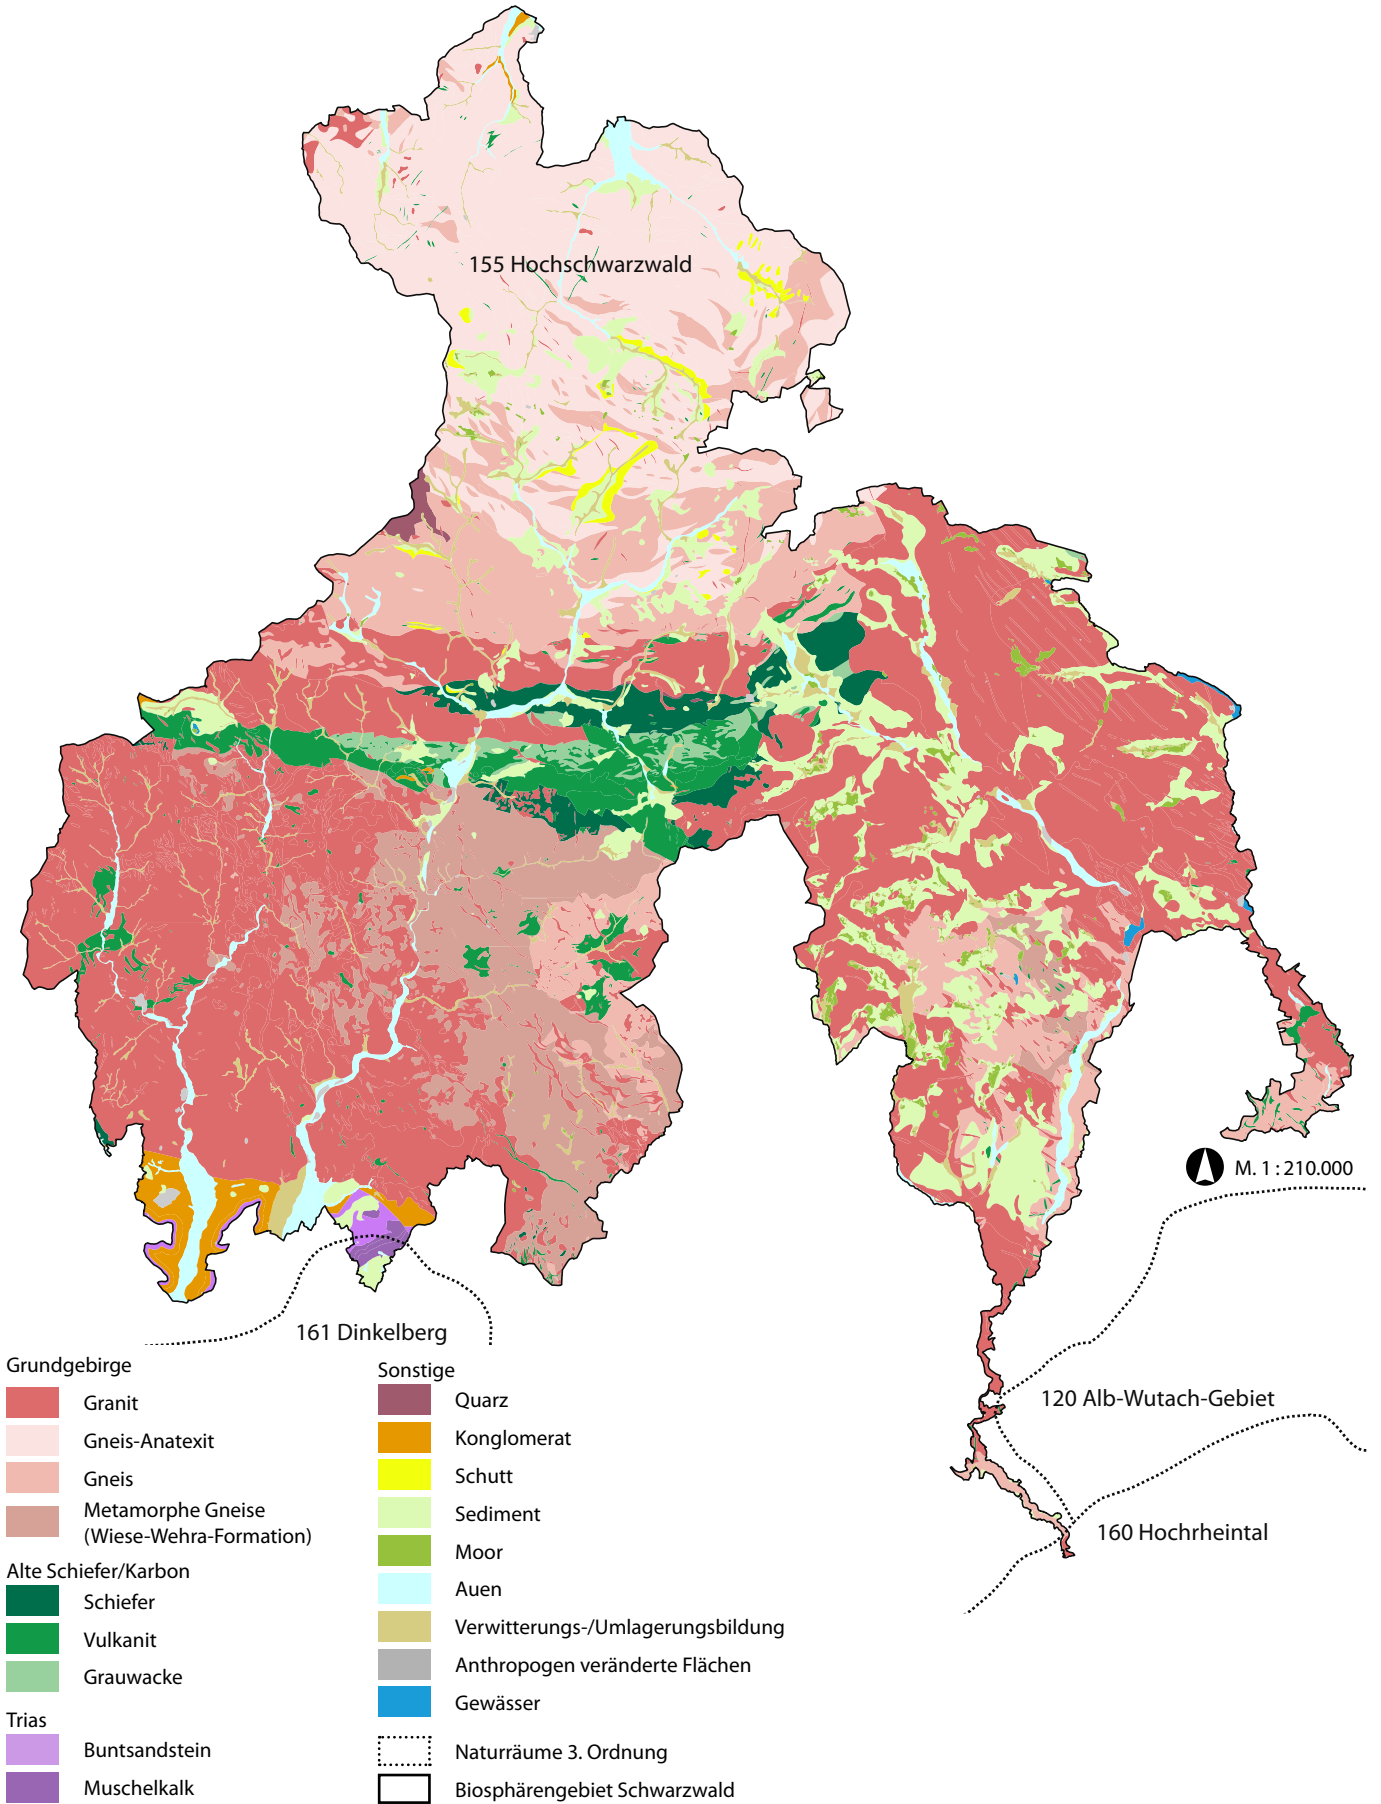 155 Hochschwarzwald
M. 1 : 210.000
161 Dinkelberg
120 Alb-Wutach-Gebiet
160 Hochrheintal
Grundgebirge
Granit
Gneis-Anatexit
Gneis
Metamorphe Gneise
(Wiese-Wehra-Formation)
Alte Schiefer/Karbon
Schiefer
Vulkanit
Grauwacke
Trias
Buntsandstein
Muschelkalk
Sonstige
Quarz
Konglomerat
Schutt
Sediment
Moor
Auen
Verwitterungs-/Umlagerungsbildung
Anthropogen veränderte Flächen
Gewässer
Naturräume 3. Ordnung
Biosphärengebiet Schwarzwald